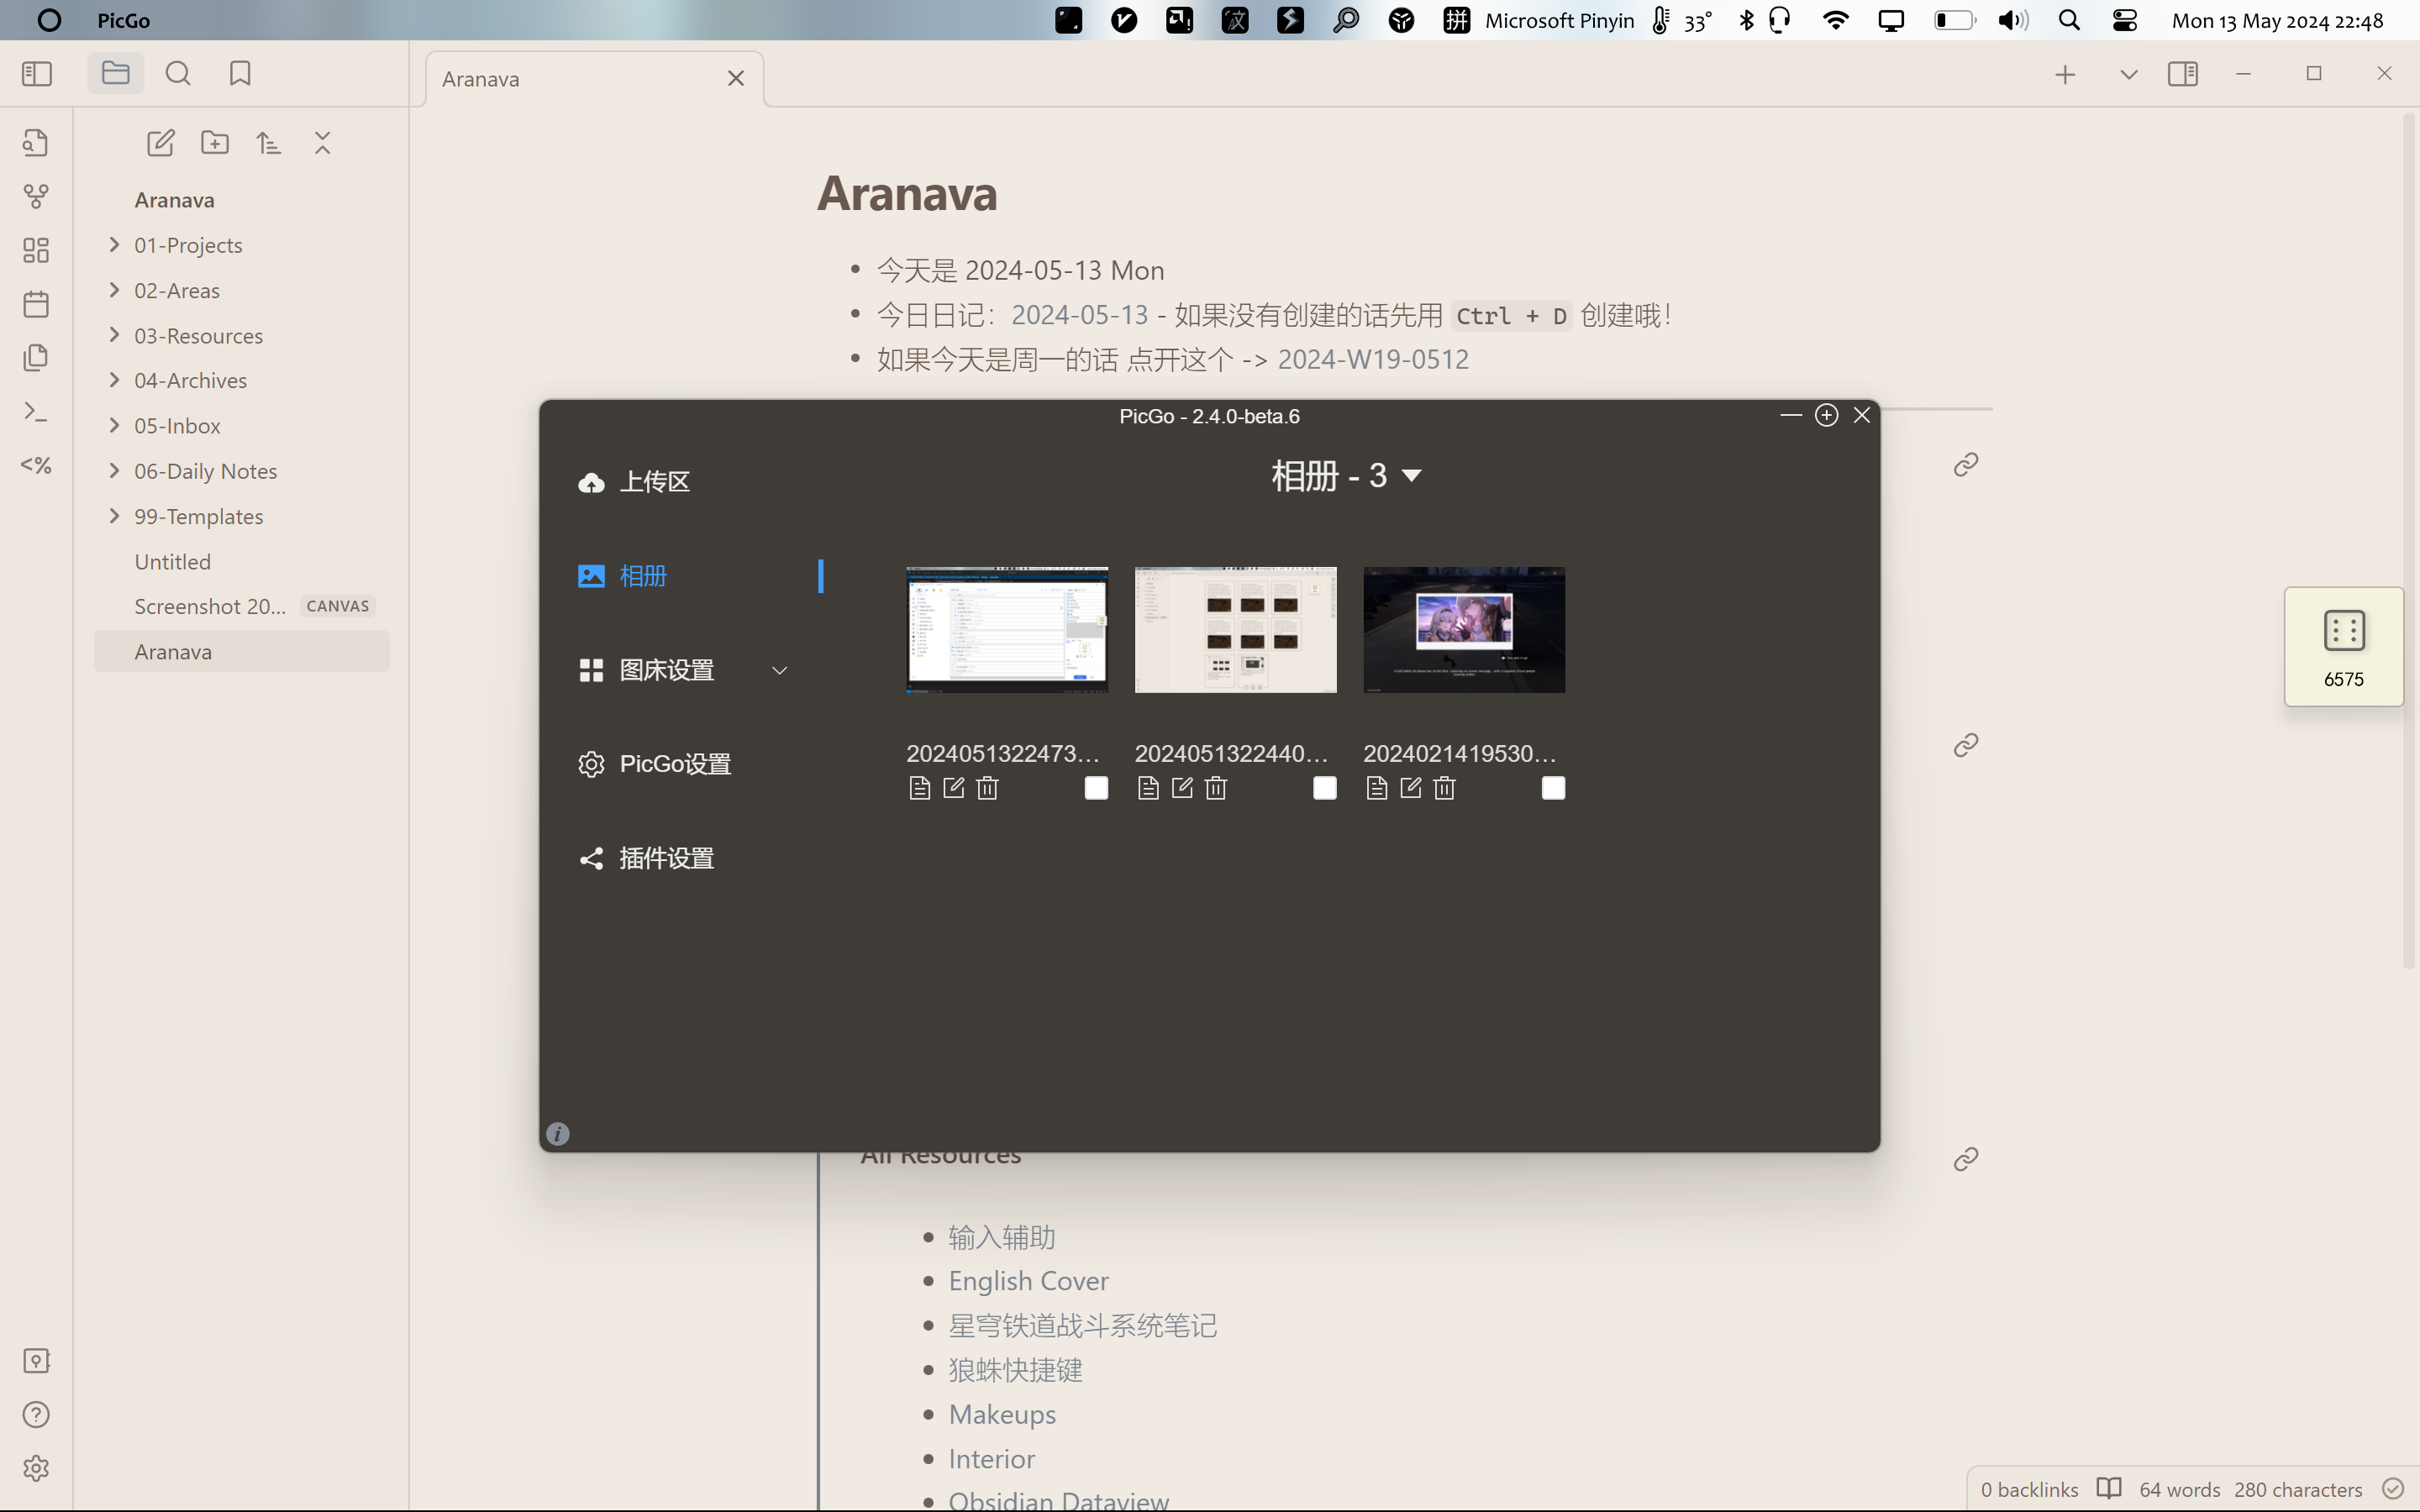 PicGo
拼 Microsoft Pinyin 33° Mon 13 May 2024 22:48
Aranava
Aranava
01-Projects
02-Areas
03-Resources
04-Archives
05-Inbox
06-Daily Notes
99-Templates
Untitled
Screenshot 20... CANVAS
Aranava
<%
Aranava
今天是 2024-05-13 Mon
今日日记：2024-05-13 - 如果没有创建的话先用 Ctrl + D 创建哦！
如果今天是周一的话 点开这个 -> 2024-W19-0512
PicGo - 2.4.0-beta.6
上传区
相册
图床设置
PicGo设置
插件设置
相册 - 3
2024051322473...
2024051322440...
2024021419530...
6575
All Resources
输入辅助
English Cover
星穹铁道战斗系统笔记
狼蛛快捷键
Makeups
Interior
Obsidian Dataview
0 backlinks 64 words 280 characters